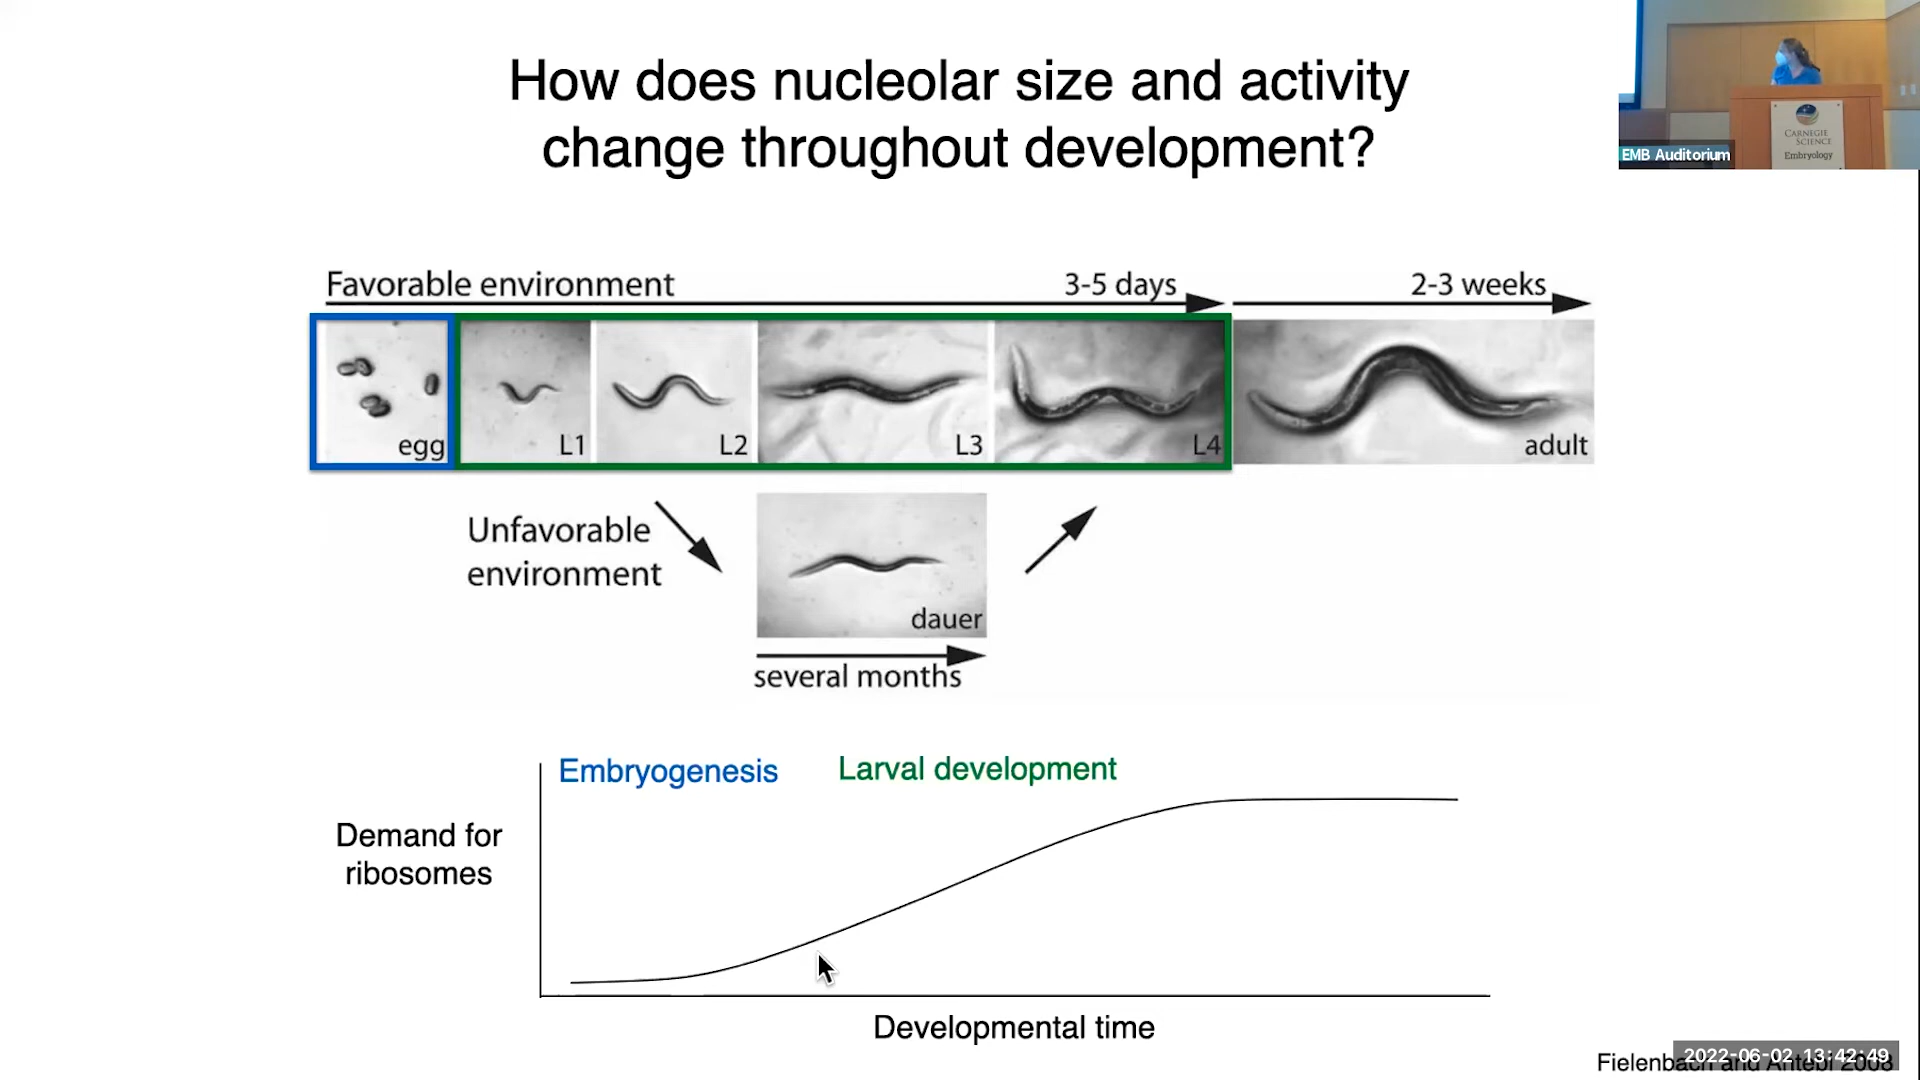 How does nucleolar size and activity
change throughout development?
CARNEGIE
SCIENCE
Embryology
EMB Auditorium
Favorable environment
3-5 days
2-3 weeks
egg
L1
L2
L3
L4
adult
Unfavorable
environment
dauer
several months
Embryogenesis
Larval development
Demand for
ribosomes
Developmental time
Fielenbach and Antebi 2008
2022-06-02 13:42:49